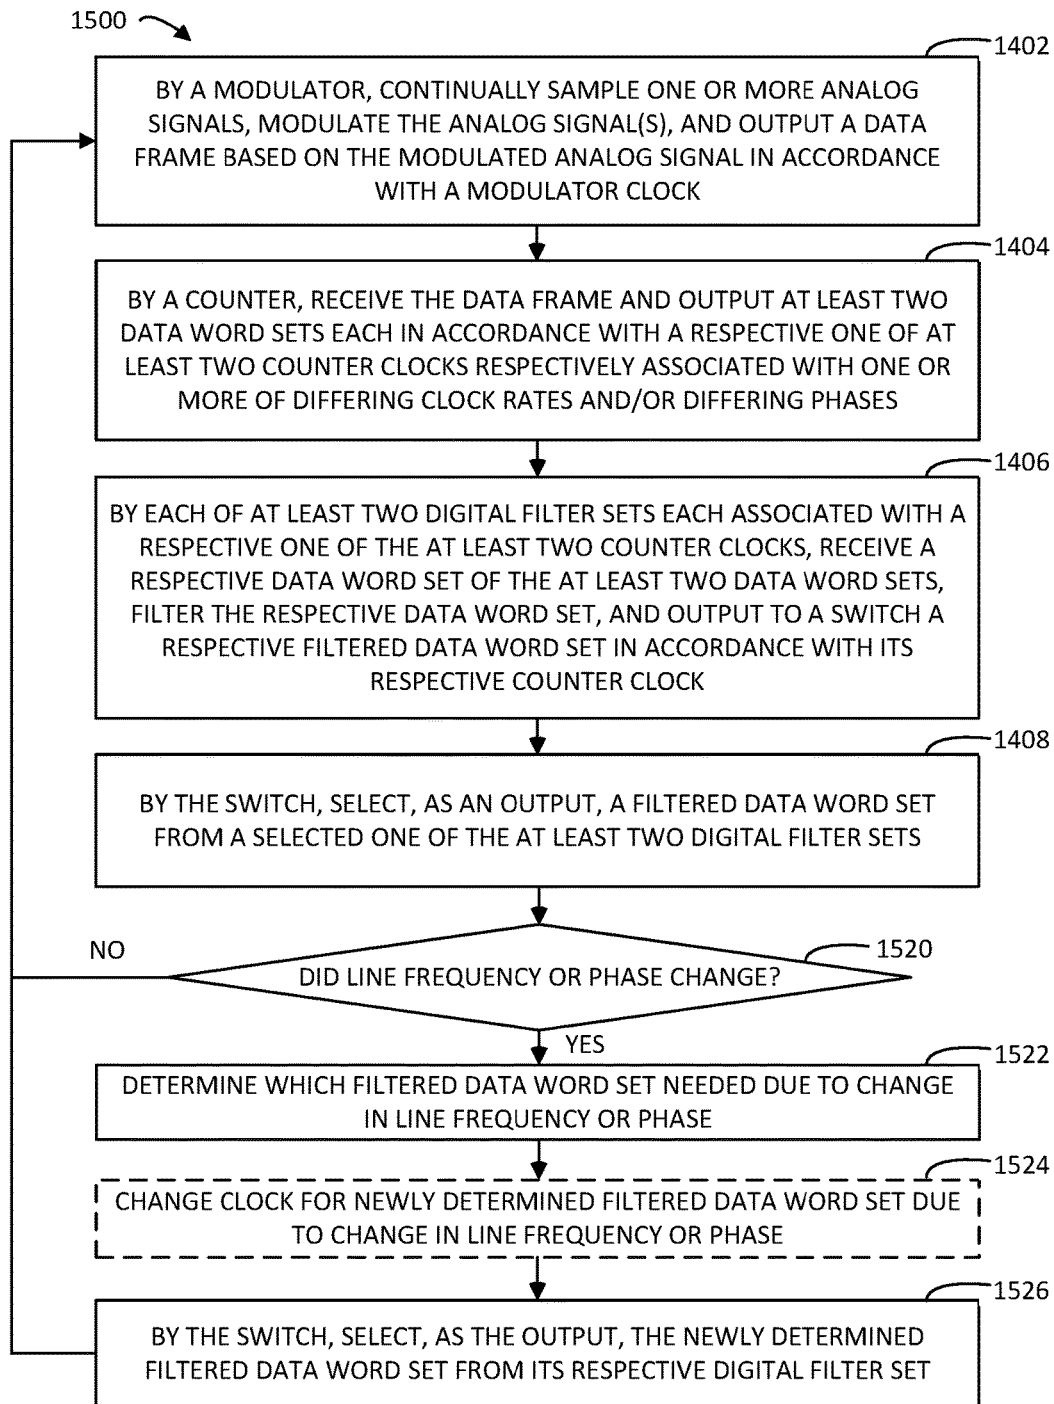 1500
1402
BY A MODULATOR, CONTINUALLY SAMPLE ONE OR MORE ANALOG
SIGNALS, MODULATE THE ANALOG SIGNAL(S), AND OUTPUT A DATA
FRAME BASED ON THE MODULATED ANALOG SIGNAL IN ACCORDANCE
WITH A MODULATOR CLOCK
1404
BY A COUNTER, RECEIVE THE DATA FRAME AND OUTPUT AT LEAST TWO
DATA WORD SETS EACH IN ACCORDANCE WITH A RESPECTIVE ONE OF AT
LEAST TWO COUNTER CLOCKS RESPECTIVELY ASSOCIATED WITH ONE OR
MORE OF DIFFERING CLOCK RATES AND/OR DIFFERING PHASES
1406
BY EACH OF AT LEAST TWO DIGITAL FILTER SETS EACH ASSOCIATED WITH A
RESPECTIVE ONE OF THE AT LEAST TWO COUNTER CLOCKS, RECEIVE A
RESPECTIVE DATA WORD SET OF THE AT LEAST TWO DATA WORD SETS,
FILTER THE RESPECTIVE DATA WORD SET, AND OUTPUT TO A SWITCH A
RESPECTIVE FILTERED DATA WORD SET IN ACCORDANCE WITH ITS
RESPECTIVE COUNTER CLOCK
1408
BY THE SWITCH, SELECT, AS AN OUTPUT, A FILTERED DATA WORD SET
FROM A SELECTED ONE OF THE AT LEAST TWO DIGITAL FILTER SETS
NO
1520
DID LINE FREQUENCY OR PHASE CHANGE?
YES
1522
DETERMINE WHICH FILTERED DATA WORD SET NEEDED DUE TO CHANGE
IN LINE FREQUENCY OR PHASE
1524
CHANGE CLOCK FOR NEWLY DETERMINED FILTERED DATA WORD SET DUE
TO CHANGE IN LINE FREQUENCY OR PHASE
1526
BY THE SWITCH, SELECT, AS THE OUTPUT, THE NEWLY DETERMINED
FILTERED DATA WORD SET FROM ITS RESPECTIVE DIGITAL FILTER SET